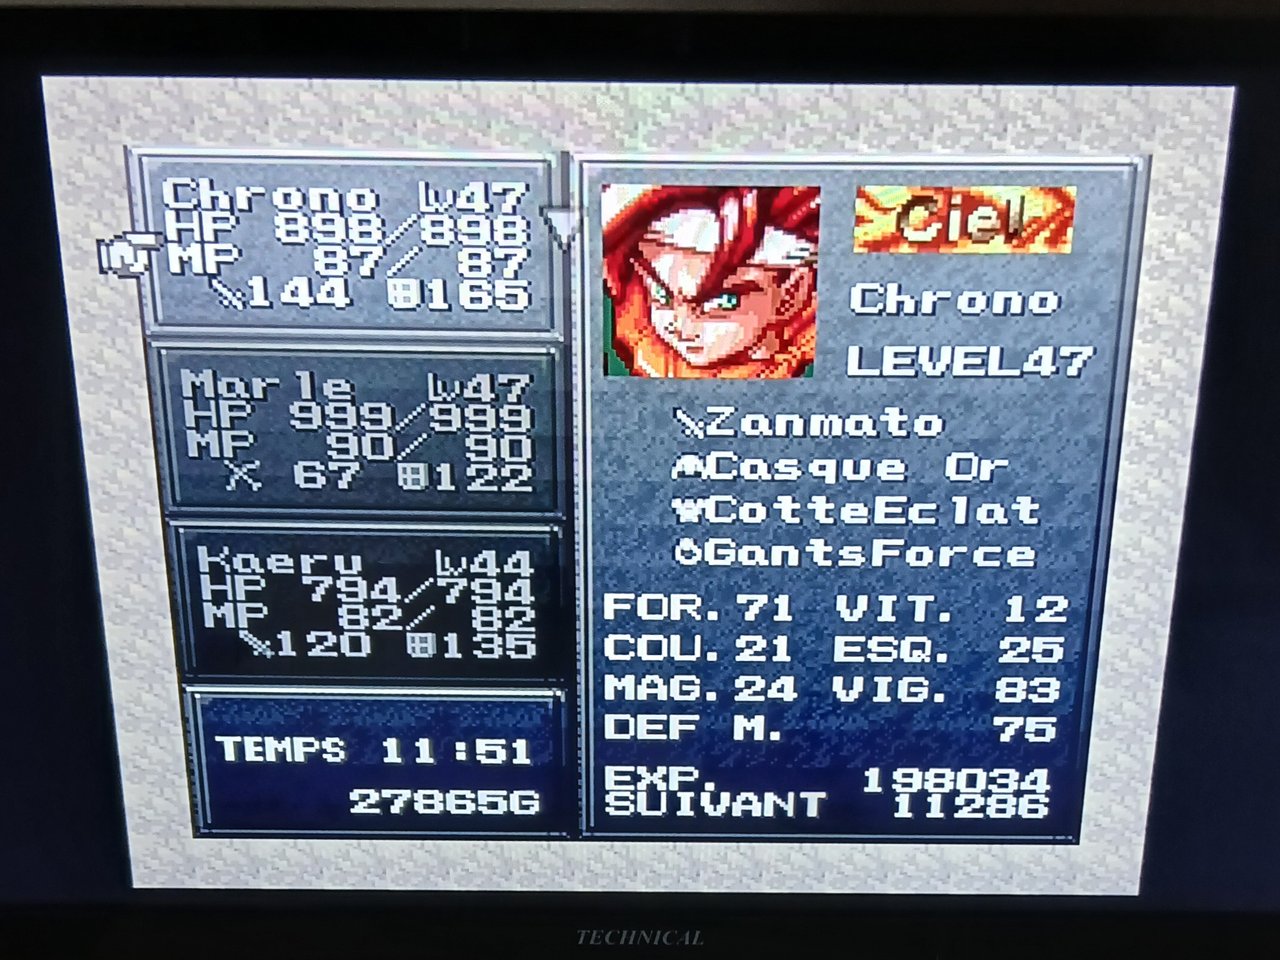 Chrono Lv47
HP 898/898
MP 87/87
144 165
Marle Lv47
HP 999/999
MP 90/90
67 122
Kaeru Lv44
HP 794/794
MP 82/82
120 135
TEMPS 11:51
27865G
Ciel
Chrono
LEVEL47
Zanmato
Casque Or
CotteEclat
GantsForce
FOR. 71 VIT. 12
COU. 21 ESQ. 25
MAG. 24 VIG. 83
DEF M. 75
EXP. 198034
SUIVANT 11286
TECHNICAL